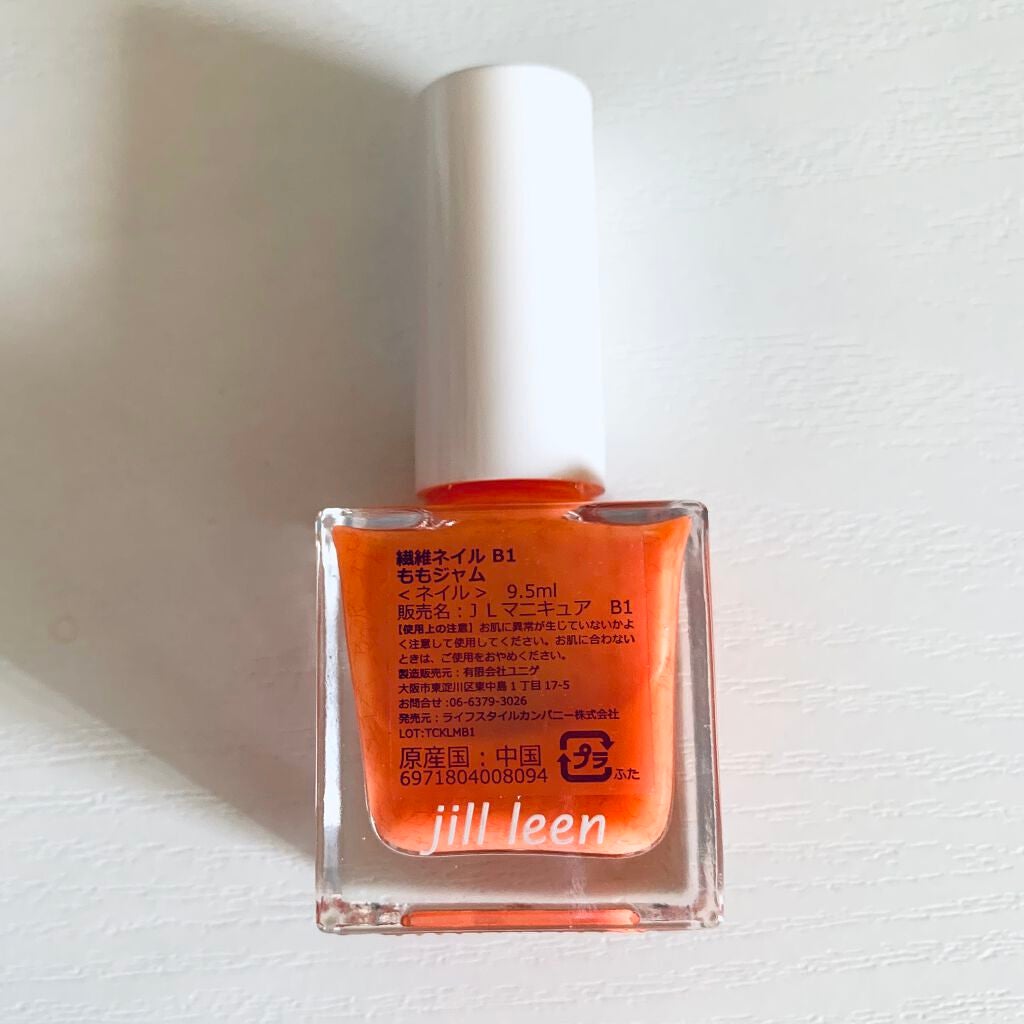 繊維ネイル B1
ももジャム
＜ネイル＞ 9.5ml
販売名：ＪＬマニキュア B1
【使用上の注意】お肌に異常が生じていないかよ
く注意して使用してください。お肌に合わない
ときは、ご使用をおやめください。
製造販売元：有限会社ユニゲ
大阪市東淀川区東中島1丁目17-5
お問合せ:06-6379-3026
発売元：ライフスタイルカンパニー株式会社
LOT:TCKLMB1
原産国：中国
6971804008094
プラ
ふた
jill leen